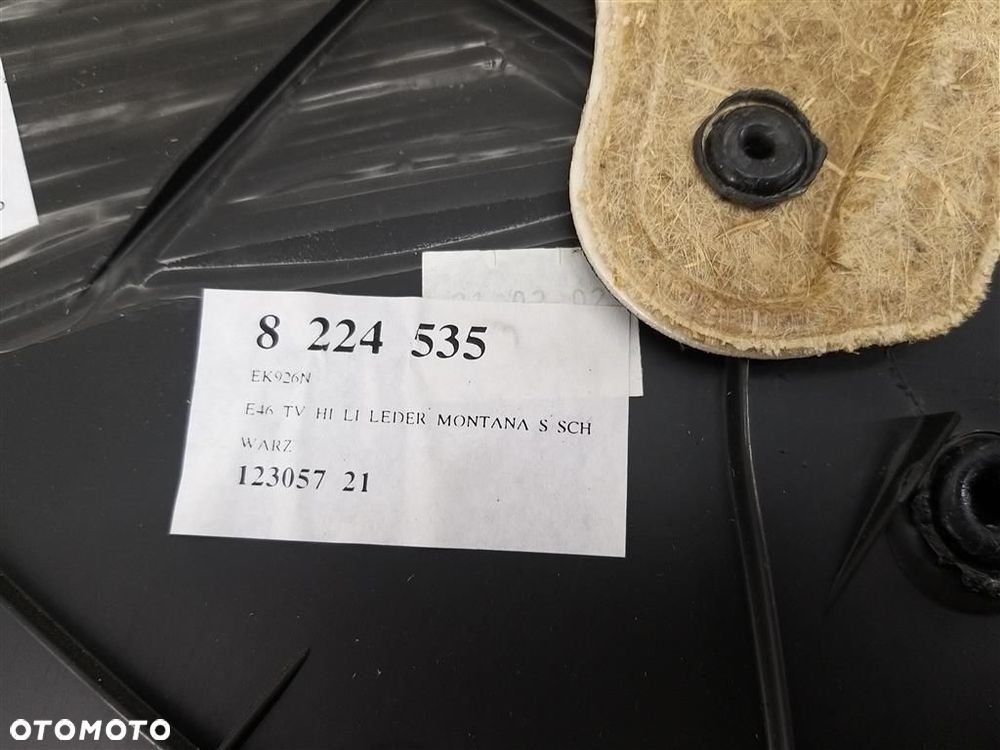 8 224 535
EK926N
E46 TV HI LI LEDER MONTANA S SCH
WARZ
123057 21
OTOMOTO